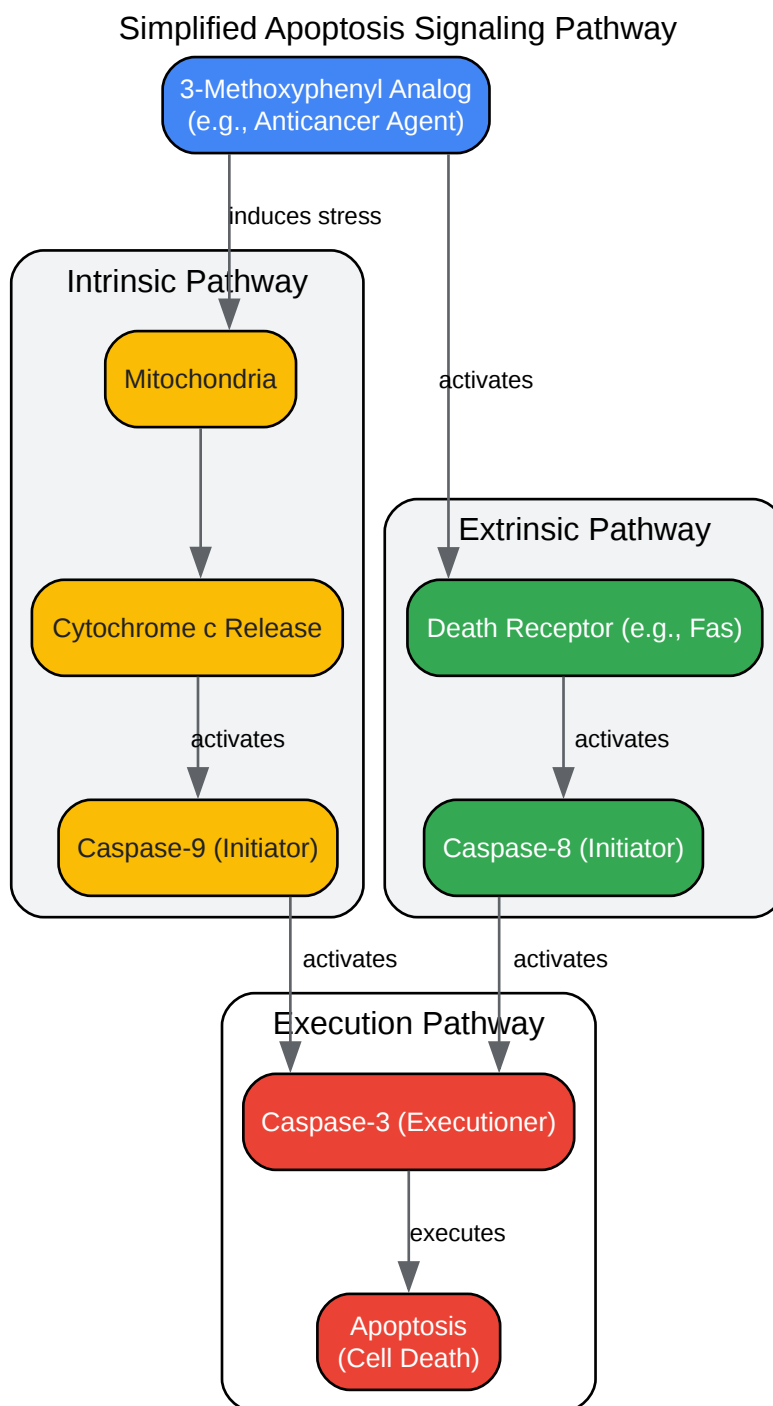 Simplified Apoptosis Signaling Pathway
3-Methoxyphenyl Analog
(e.g., Anticancer Agent)
induces stress
activates
Intrinsic Pathway
Mitochondria
Cytochrome c Release
activates
Caspase-9 (Initiator)
activates
Extrinsic Pathway
Death Receptor (e.g., Fas)
activates
Caspase-8 (Initiator)
activates
Execution Pathway
Caspase-3 (Executioner)
executes
Apoptosis
(Cell Death)